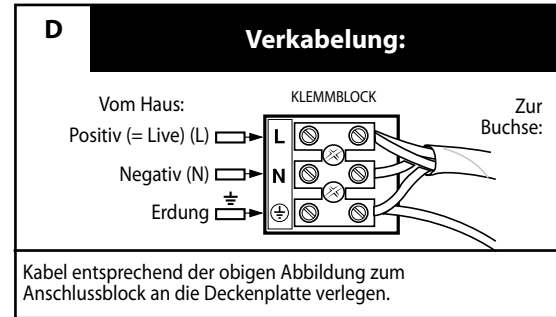 D
Verkabelung:
Vom Haus:
KLEMMBLOCK
Zur
Buchse:
Positiv (= Live) (L)
L
Negativ (N)
N
Erdung
Kabel entsprechend der obigen Abbildung zum
Anschlussblock an die Deckenplatte verlegen.